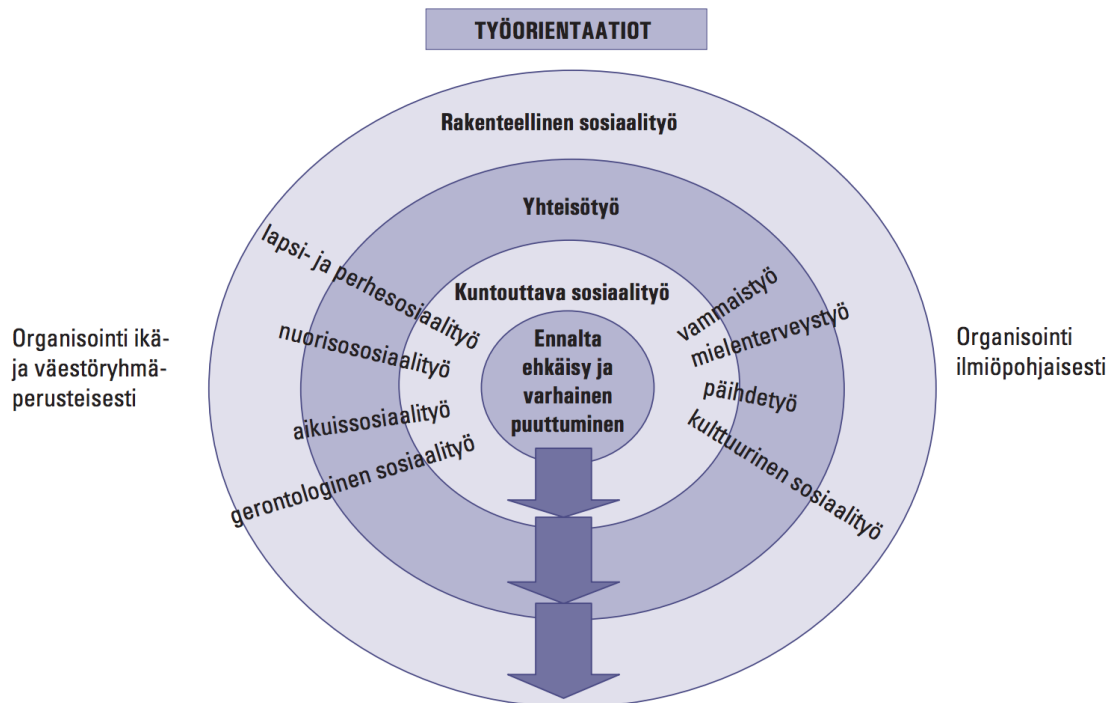 TYÖORIENTAATIOT
Rakenteellinen sosiaalityö
Yhteisötyö
Kuntouttava sosiaalityö
Ennalta
ehkäisy ja
varhainen
puuttuminen
Organisointi ikä-
ja väestöryhmä-
perusteisesti
lapsi- ja perhesosiaalityö
nuorisososiaalityö
aikuissosiaalityö
gerontologinen sosiaalityö
vammaistyö
mielenterveystyö
päihdetyö
kulttuurinen sosiaalityö
Organisointi
ilmiöpohjaisesti